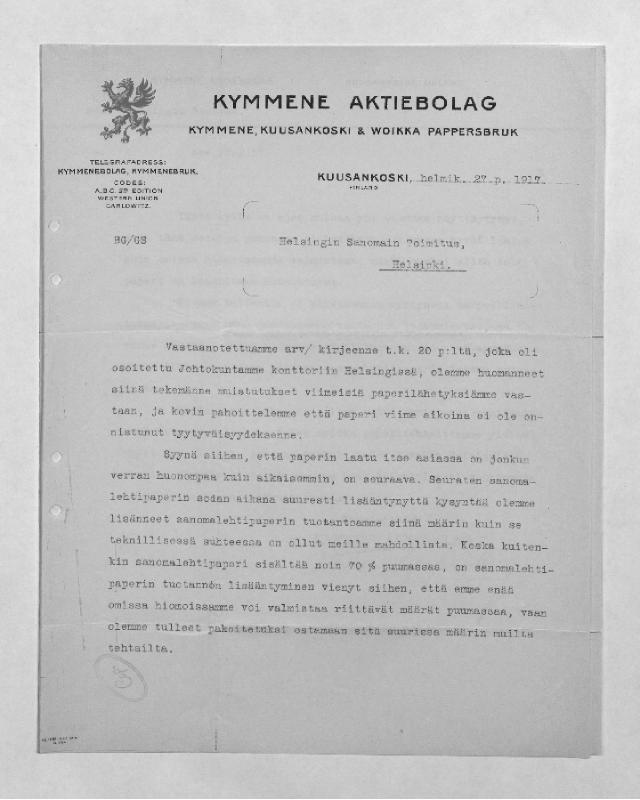 KYMMENE AKTIEBOLAG
KYMMENE, KUUSANKOSKI & WOIKKA PAPPERSBRUK
TELEGRAFADRESS:
KYMMENEBOLAG, KYMMENEBRUK.
CODES:
A.B.C. 5TH EDITION
WESTERN UNION
CARLOWITZ.
KUUSANKOSKI, helmik. 27 p. 1917.
FINLAND
BG/GS
Helsingin Sanomain Toimitus,
Helsinki.
Vastaanotettuamme arv/ kirjeenne t.k. 20 p:ltä, joka oli
osoitettu Johtokuntamme konttoriin Helsingissä, olemme huomanneet
siinä tekemänne muistutukset viimeisiä paperilähetyksiämme vas-
taan, ja kovin pahoittelemme että paperi viime aikoina ei ole on-
nistunut tyytyväisyydeksenne.
Syynä siihen, että paperin laatu itse asiassa on jonkun
verran huonompaa kuin aikaisemmin, on seuraava. Seuraten sanoma-
lehtipaperin sodan aikana suuresti lisääntynyttä kysyntää olemme
lisänneet sanomalehtipaperin tuotantoamme siinä määrin kuin se
teknillisessä suhteessa on ollut meille mahdollista. Koska kuiten-
kin sanomalehtipaperi sisältää noin 70 % puumassaa, on sanomalehti-
paperin tuotannon lisääntyminen vienyt siihen, että emme enää
omissa hiomoissamme voi valmistaa riittävät määrät puumassaa, vaan
olemme tulleet pakoitetuksi ostamaan sitä suurissa määrin muilta
tehtailta.